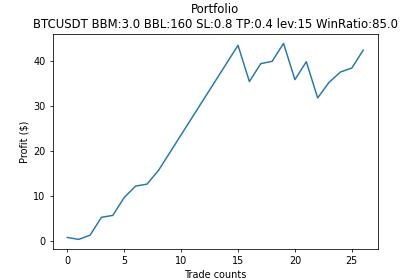 Portfolio
BTCUSDT BBM:3.0 BBL:160 SL:0.8 TP:0.4 lev:15 WinRatio:85.0
Profit ($)
40
30
20
10
0
0 5 10 15 20 25
Trade counts